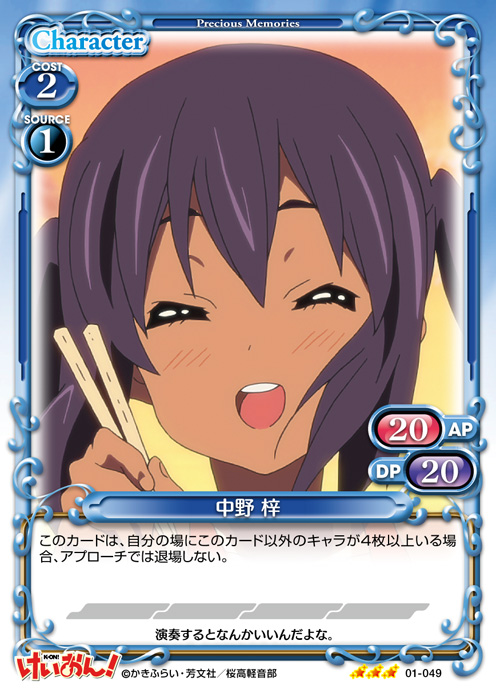 Precious Memories
Character
COST
2
SOURCE
1
20 AP
DP 20
中野 梓
このカードは、自分の場にこのカード以外のキャラが4枚以上いる場
合、アプローチでは退場しない。
演奏するとなんかいいんだよな。
K-ON!
けいおん!
©かきふらい・芳文社/桜高軽音部
01-049